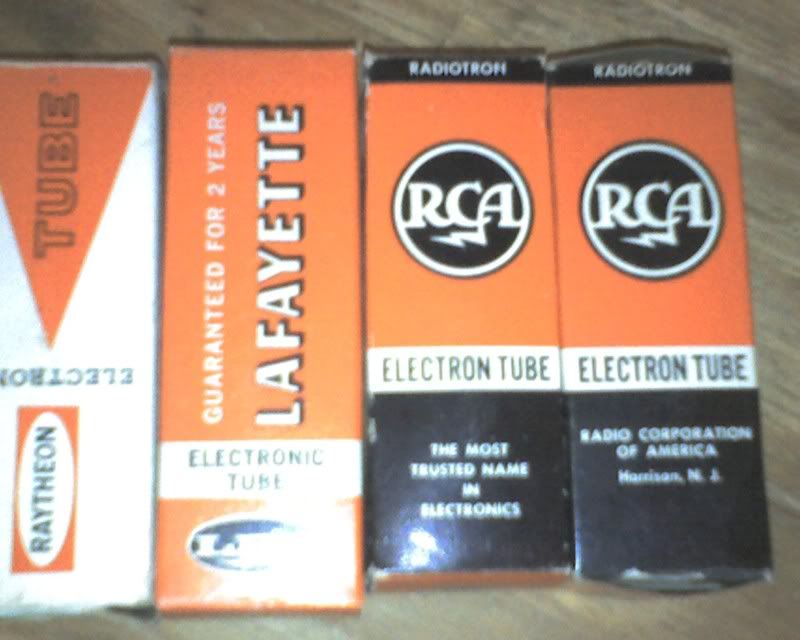 TUBE
ELECTRON
RAYTHEON
GUARANTEED FOR 2 YEARS
LAFAYETTE
ELECTRONIC
TUBE
RADIOTRON
RCA
ELECTRON TUBE
THE MOST
TRUSTED NAME
IN
ELECTRONICS
RADIOTRON
RCA
ELECTRON TUBE
RADIO CORPORATION
OF AMERICA
Harrison, N. J.